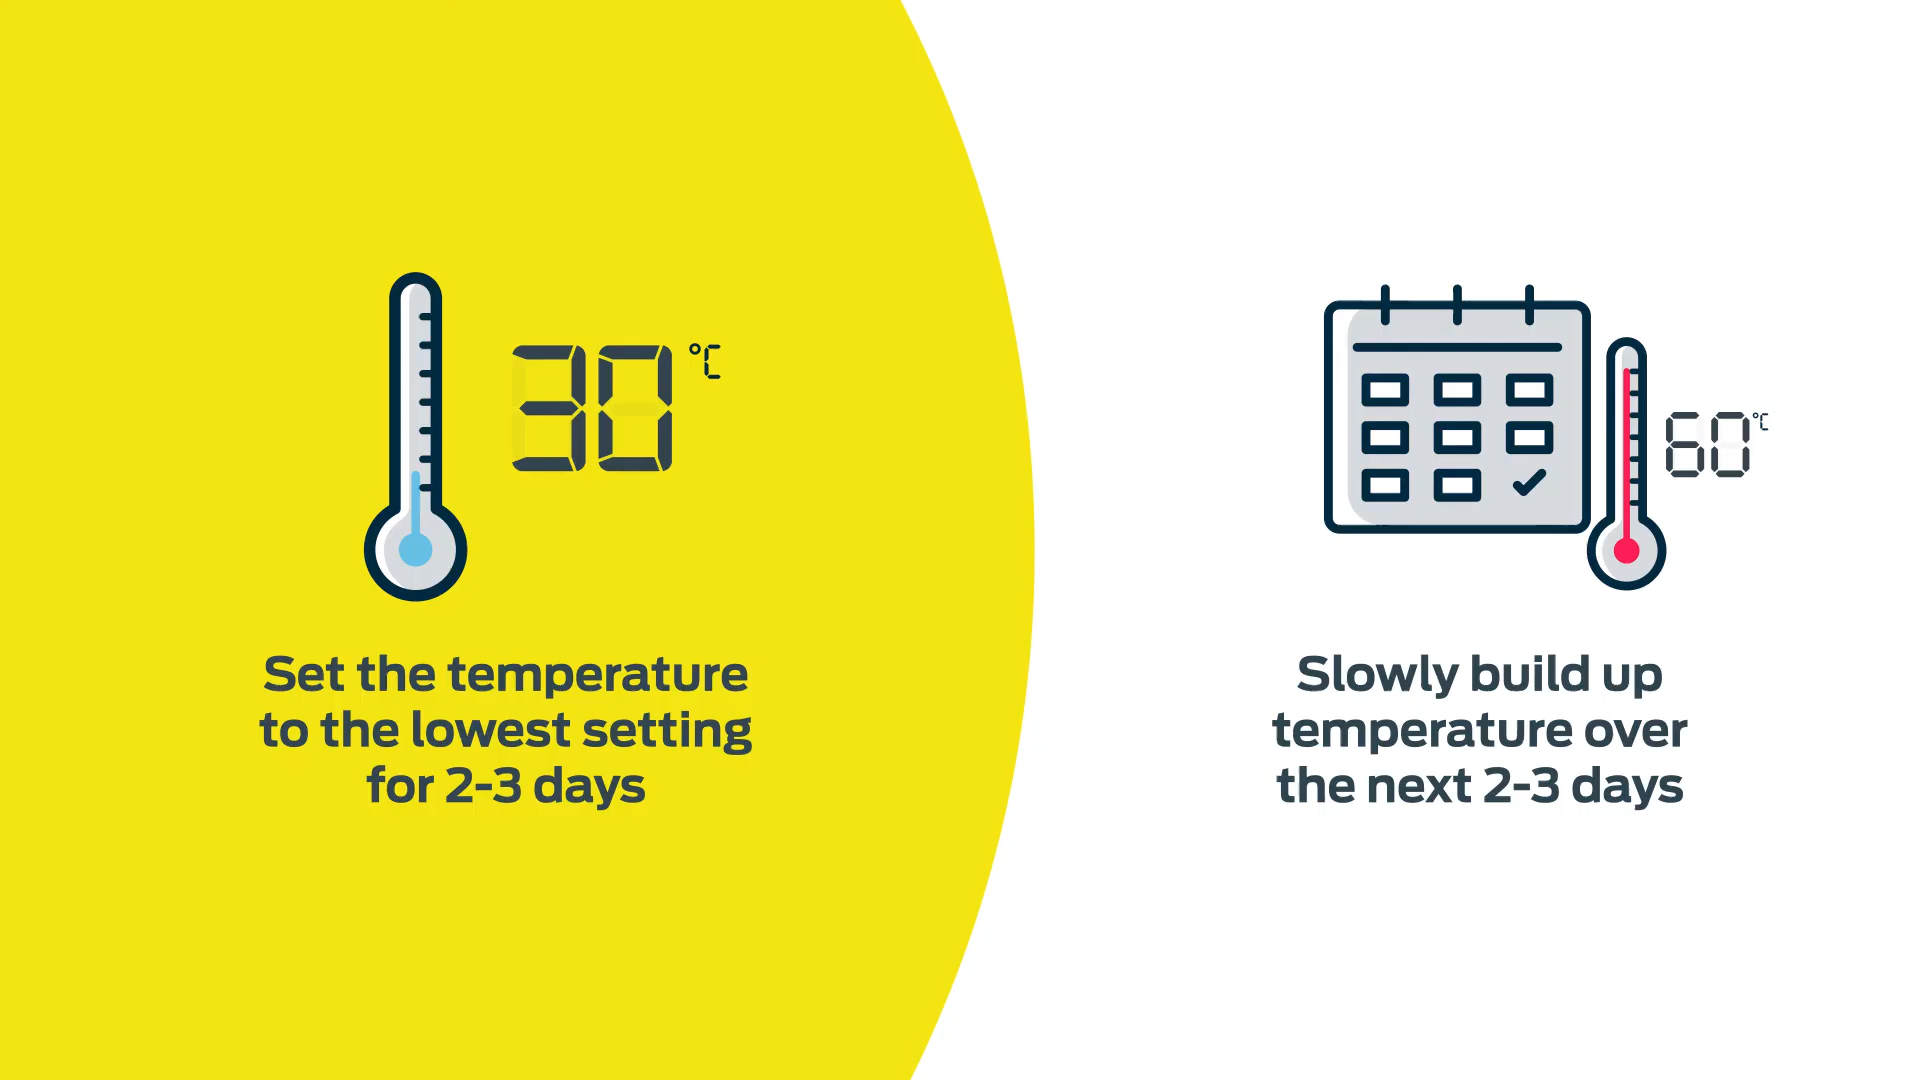 30 °C
Set the temperature
to the lowest setting
for 2-3 days
60 °C
Slowly build up
temperature over
the next 2-3 days